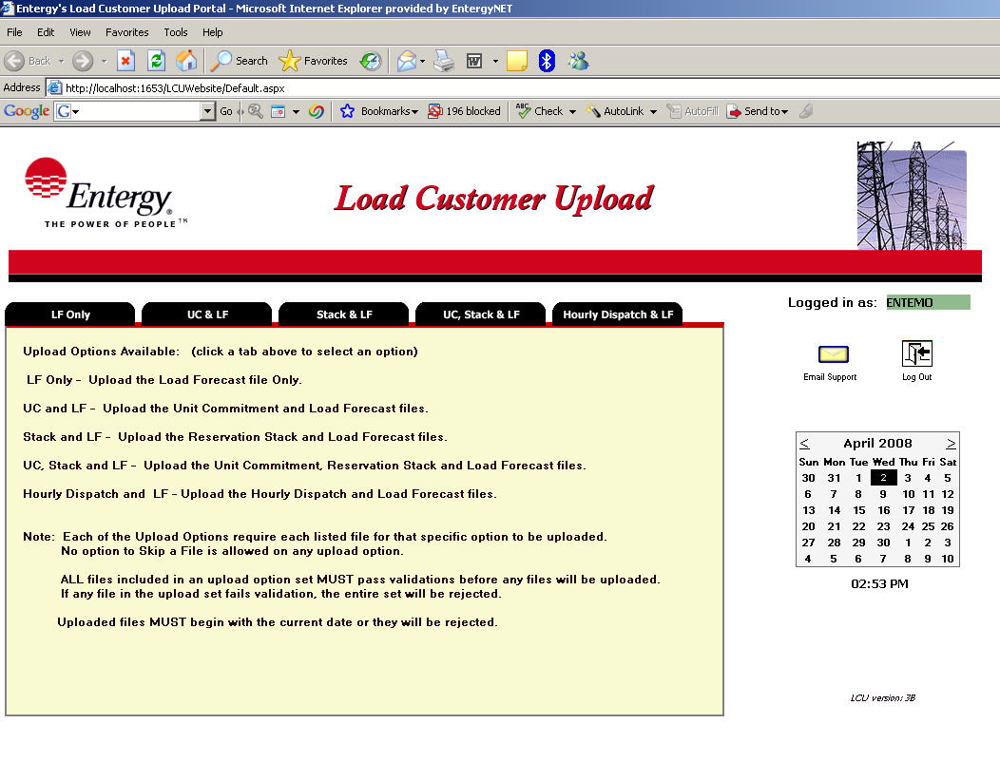 Entergy's Load Customer Upload Portal - Microsoft Internet Explorer provided by EntergyNET
File Edit View Favorites Tools Help
Back Search Favorites W
Address http://localhost:1653/LCUWebsite/Default.aspx
Google G Go Bookmarks 196 blocked ABC Check AutoLink AutoFill Send to
Entergy®
THE POWER OF PEOPLE™
Load Customer Upload
LF Only UC & LF Stack & LF UC, Stack & LF Hourly Dispatch & LF
Logged in as: ENTEMO
Upload Options Available: (click a tab above to select an option)
LF Only - Upload the Load Forecast file Only.
UC and LF - Upload the Unit Commitment and Load Forecast files.
Stack and LF - Upload the Reservation Stack and Load Forecast files.
UC, Stack and LF - Upload the Unit Commitment, Reservation Stack and Load Forecast files.
Hourly Dispatch and LF - Upload the Hourly Dispatch and Load Forecast files.
Note: Each of the Upload Options require each listed file for that specific option to be uploaded.
No option to Skip a File is allowed on any upload option.
ALL files included in an upload option set MUST pass validations before any files will be uploaded.
If any file in the upload set fails validation, the entire set will be rejected.
Uploaded files MUST begin with the current date or they will be rejected.
Email Support Log Out
< April 2008 >
Sun Mon Tue Wed Thu Fri Sat
30 31 1 2 3 4 5
6 7 8 9 10 11 12
13 14 15 16 17 18 19
20 21 22 23 24 25 26
27 28 29 30 1 2 3
4 5 6 7 8 9 10
02:53 PM
LCU version: 3B